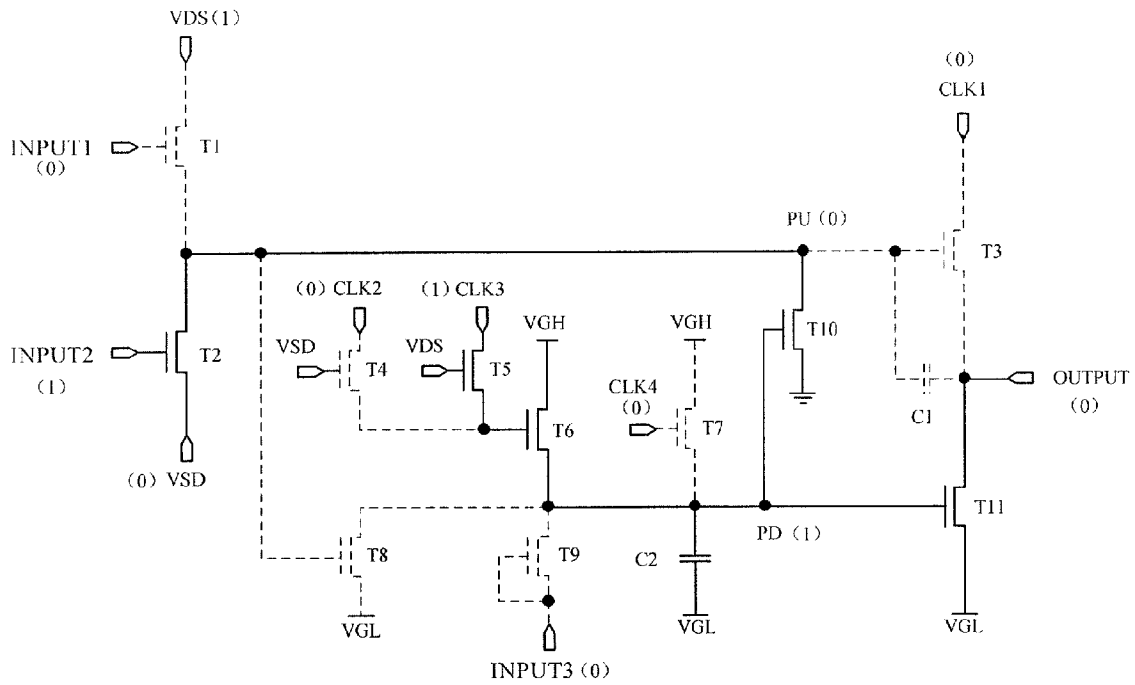 VDS(1)
(0)
CLK1
INPUT1
(0)
T1
PU(0)
T3
(0) CLK2
(1) CLK3
VGH
VGH
T10
INPUT2
(1)
T2
VSD
T4
VDS
T5
CLK4
(0)
OUTPUT
(0)
C1
T6
T7
(0) VSD
T11
PD(1)
T8
T9
C2
VGL
VGL
VGL
INPUT3(0)